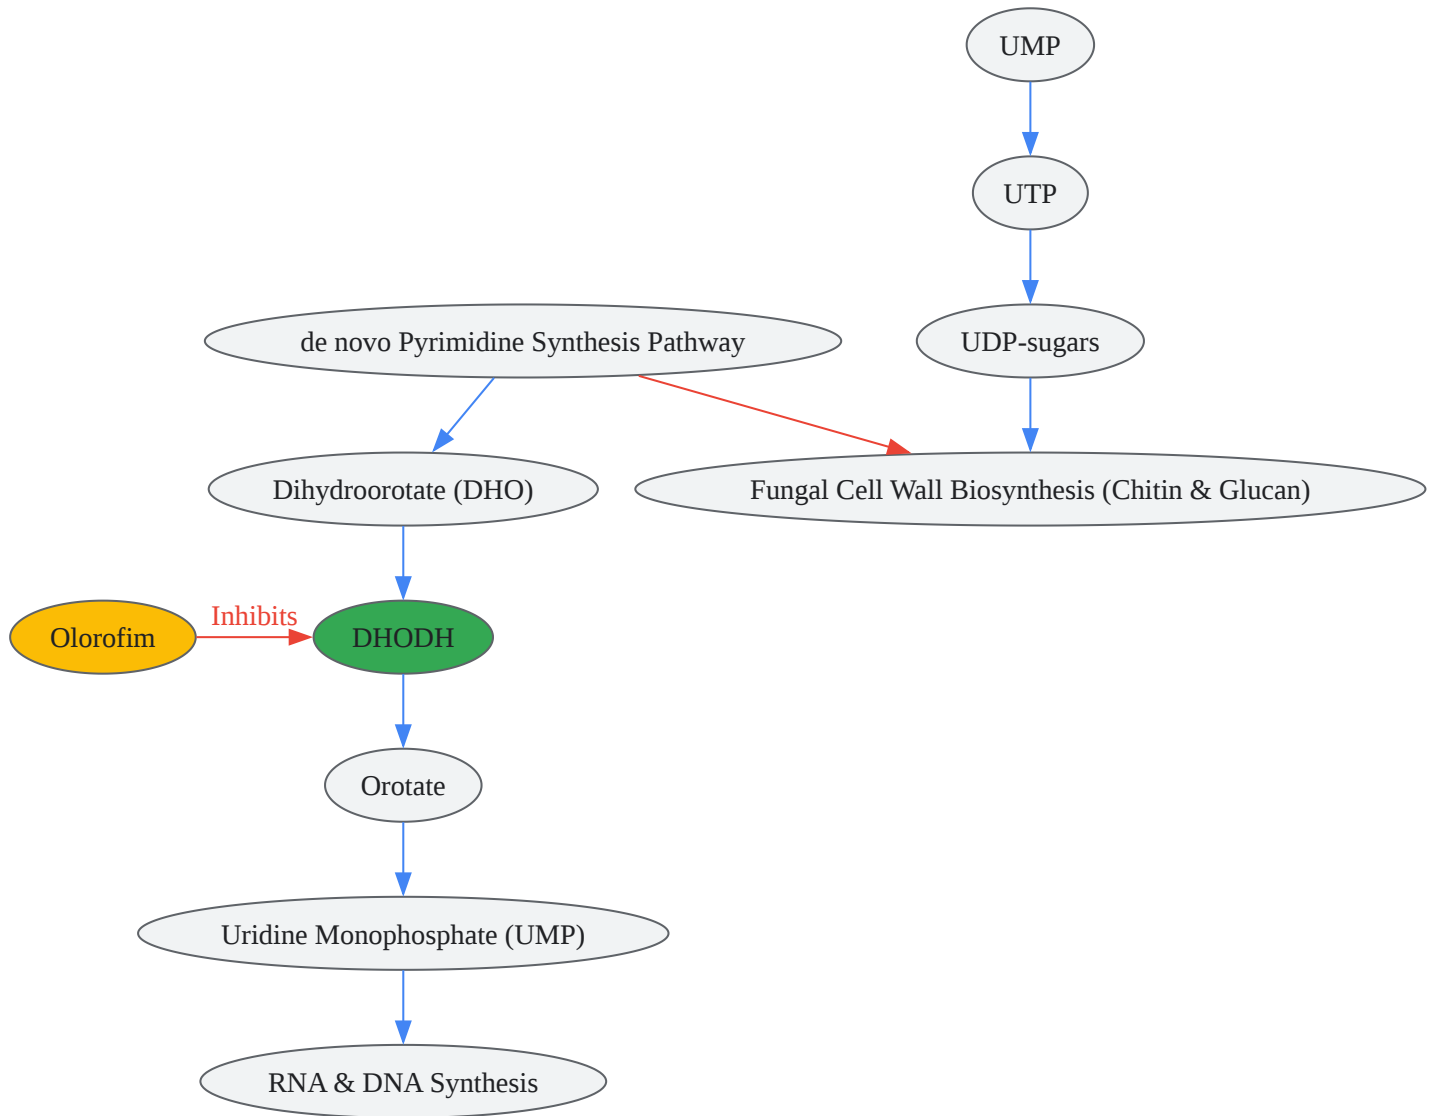 UMP
UTP
de novo Pyrimidine Synthesis Pathway
UDP-sugars
Dihydroorotate (DHO)
Fungal Cell Wall Biosynthesis (Chitin & Glucan)
Olorofim
Inhibits
DHODH
Orotate
Uridine Monophosphate (UMP)
RNA & DNA Synthesis